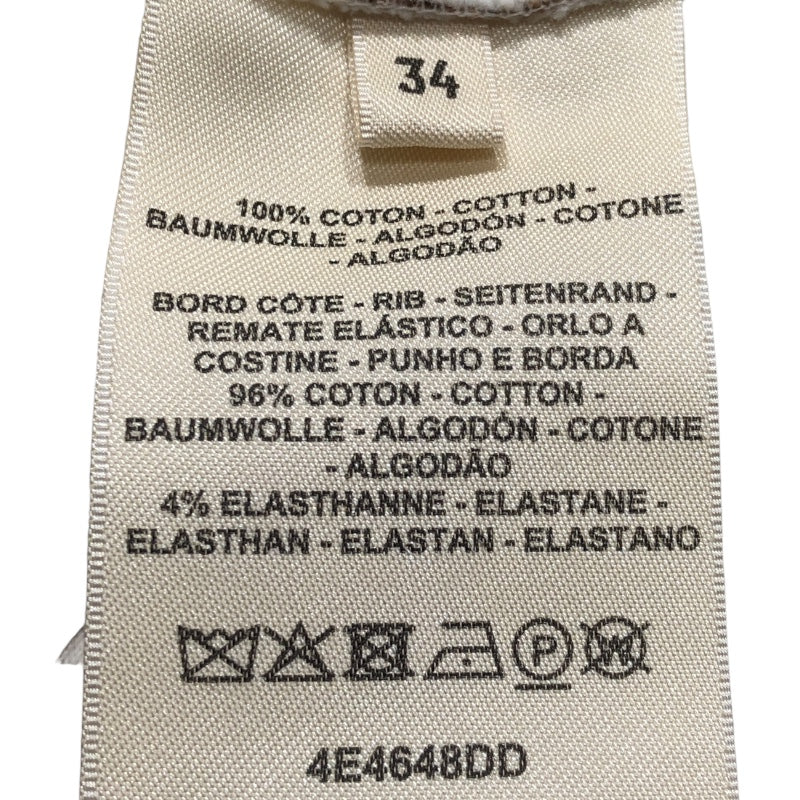 34
100% COTON - COTTON -
BAUMWOLLE - ALGODÓN - COTONE
- ALGODÃO
BORD CÔTE - RIB - SEITENRAND -
REMATE ELÁSTICO - ORLO A
COSTINE - PUNHO E BORDA
96% COTON - COTTON -
BAUMWOLLE - ALGODÓN - COTONE
- ALGODÃO
4% ELASTHANNE - ELASTANE -
ELASTHAN - ELASTAN - ELASTANO
P W
4E4648DD